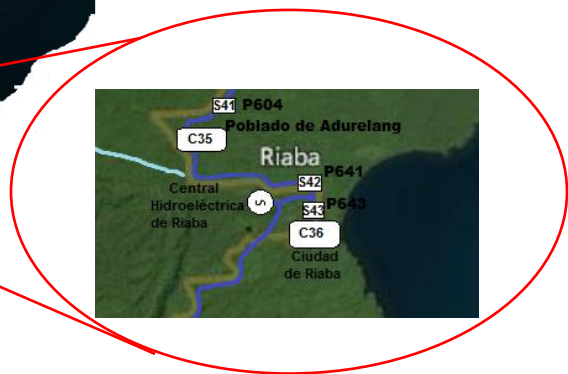 S41 P604
C35 Poblado de Adurelang
Riaba
P641
S42
Central
Hidroeléctrica
de Riaba
S
P643
S43
C36
Ciudad
de Riaba